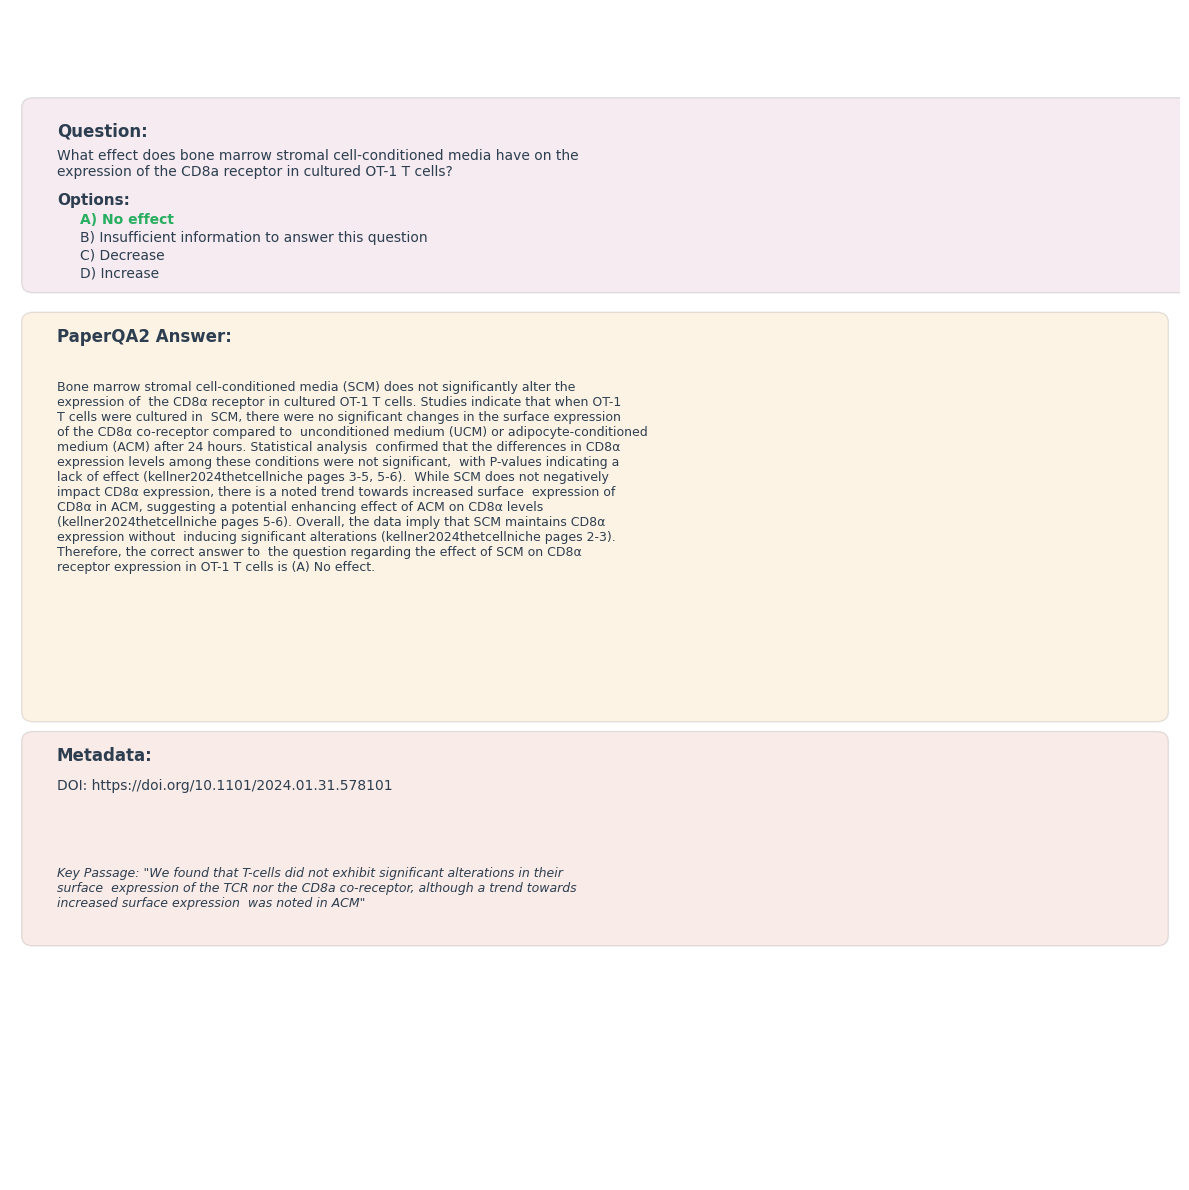 Question:
What effect does bone marrow stromal cell-conditioned media have on the
expression of the CD8a receptor in cultured OT-1 T cells?
Options:
A) No effect
B) Insufficient information to answer this question
C) Decrease
D) Increase
PaperQA2 Answer:
Bone marrow stromal cell-conditioned media (SCM) does not significantly alter the
expression of  the CD8α receptor in cultured OT-1 T cells. Studies indicate that when OT-1
T cells were cultured in  SCM, there were no significant changes in the surface expression
of the CD8α co-receptor compared to  unconditioned medium (UCM) or adipocyte-conditioned
medium (ACM) after 24 hours. Statistical analysis  confirmed that the differences in CD8α
expression levels among these conditions were not significant,  with P-values indicating a
lack of effect (kellner2024thetcellniche pages 3-5, 5-6).  While SCM does not negatively
impact CD8α expression, there is a noted trend towards increased surface  expression of
CD8α in ACM, suggesting a potential enhancing effect of ACM on CD8α levels
(kellner2024thetcellniche pages 5-6). Overall, the data imply that SCM maintains CD8α
expression without  inducing significant alterations (kellner2024thetcellniche pages 2-3).
Therefore, the correct answer to  the question regarding the effect of SCM on CD8α
receptor expression in OT-1 T cells is (A) No effect.
Metadata:
DOI: https://doi.org/10.1101/2024.01.31.578101
Key Passage: "We found that T-cells did not exhibit significant alterations in their
surface  expression of the TCR nor the CD8a co-receptor, although a trend towards
increased surface expression  was noted in ACM"